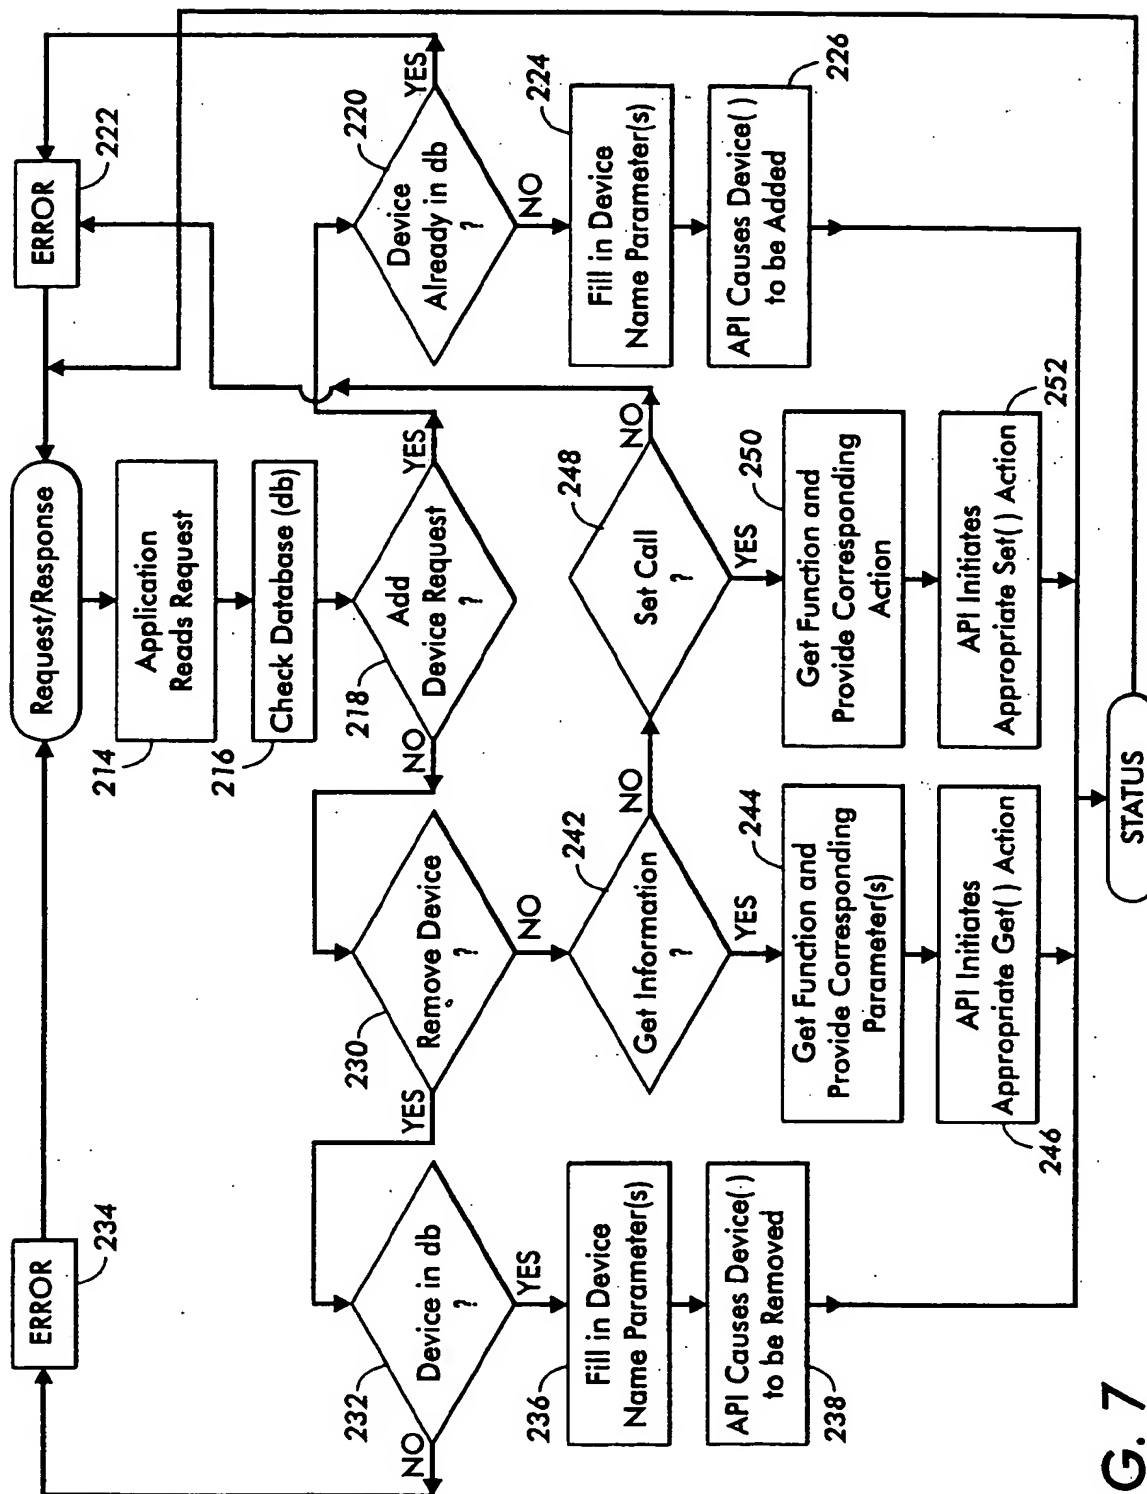 ERROR
234
Request/Response
ERROR
222
Application
Reads Request
214
Check Database (db)
216
Add
Device Request
?
218
NO
YES
Device
Already in db
?
220
YES
NO
Fill in Device
Name Parameter(s)
224
API Causes Device( )
to be Added
226
Remove Device
?
230
YES
NO
Device in db
?
232
NO
YES
Fill in Device
Name Parameter(s)
236
API Causes Device( )
to be Removed
238
Get Information
?
242
NO
YES
Get Function and
Provide Corresponding
Parameter(s)
244
API Initiates
Appropriate Get( ) Action
246
Set Call
?
248
NO
YES
Get Function and
Provide Corresponding
Action
250
API Initiates
Appropriate Set( ) Action
252
STATUS
G. 7